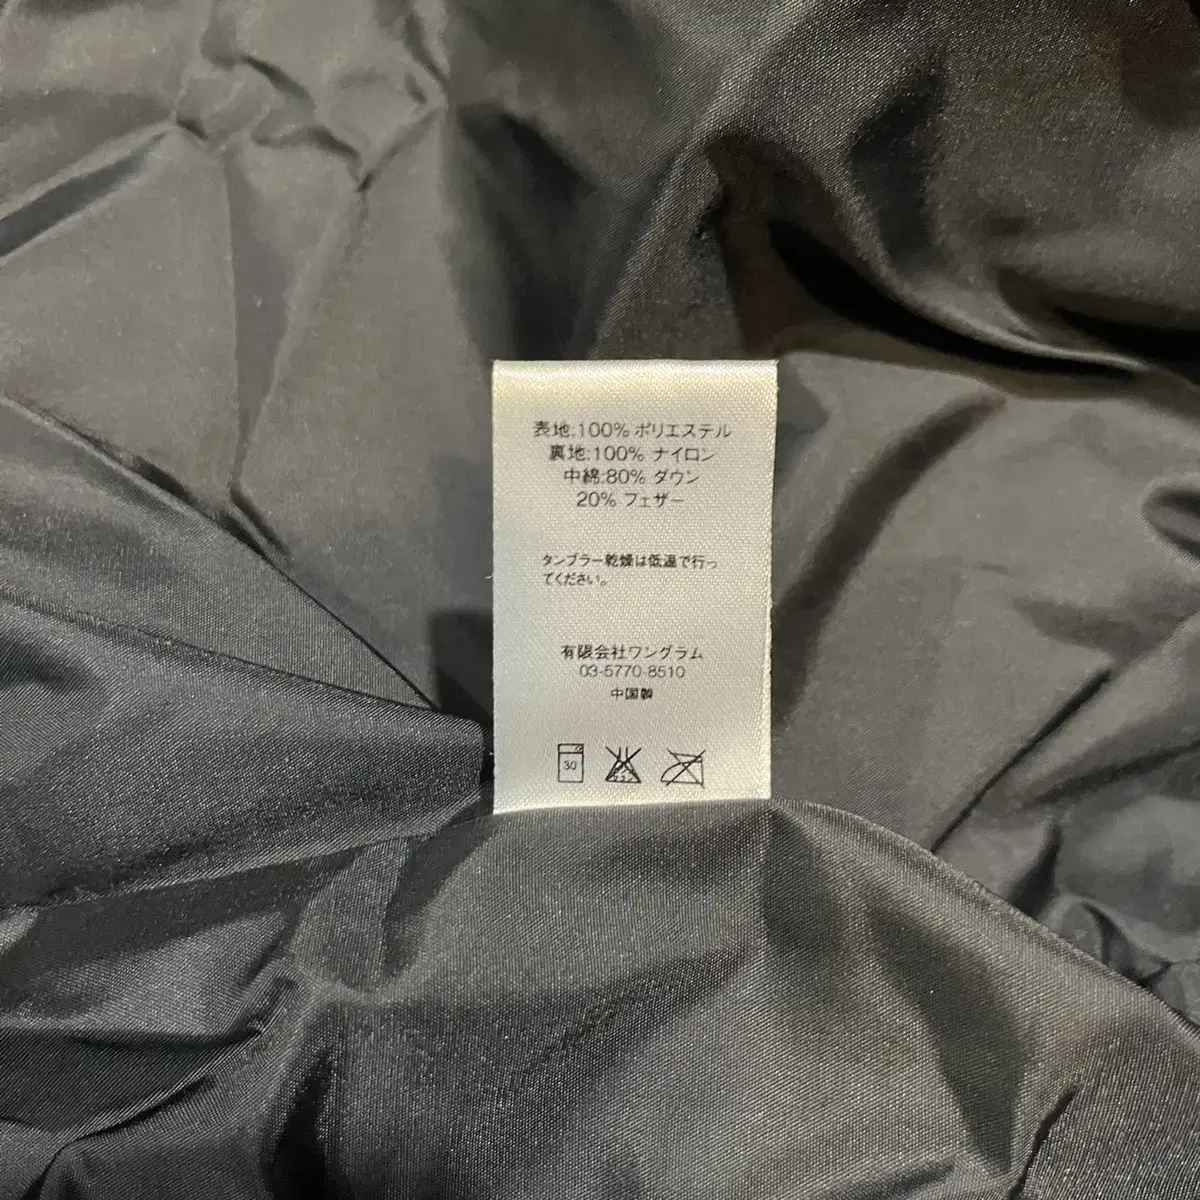 表地:100% ポリエステル
裏地:100% ナイロン
中綿:80% ダウン
20% フェザー
タンブラー乾燥は低温で行っ
てください。
有限会社ワングラム
03-5770-8510
中国製
30